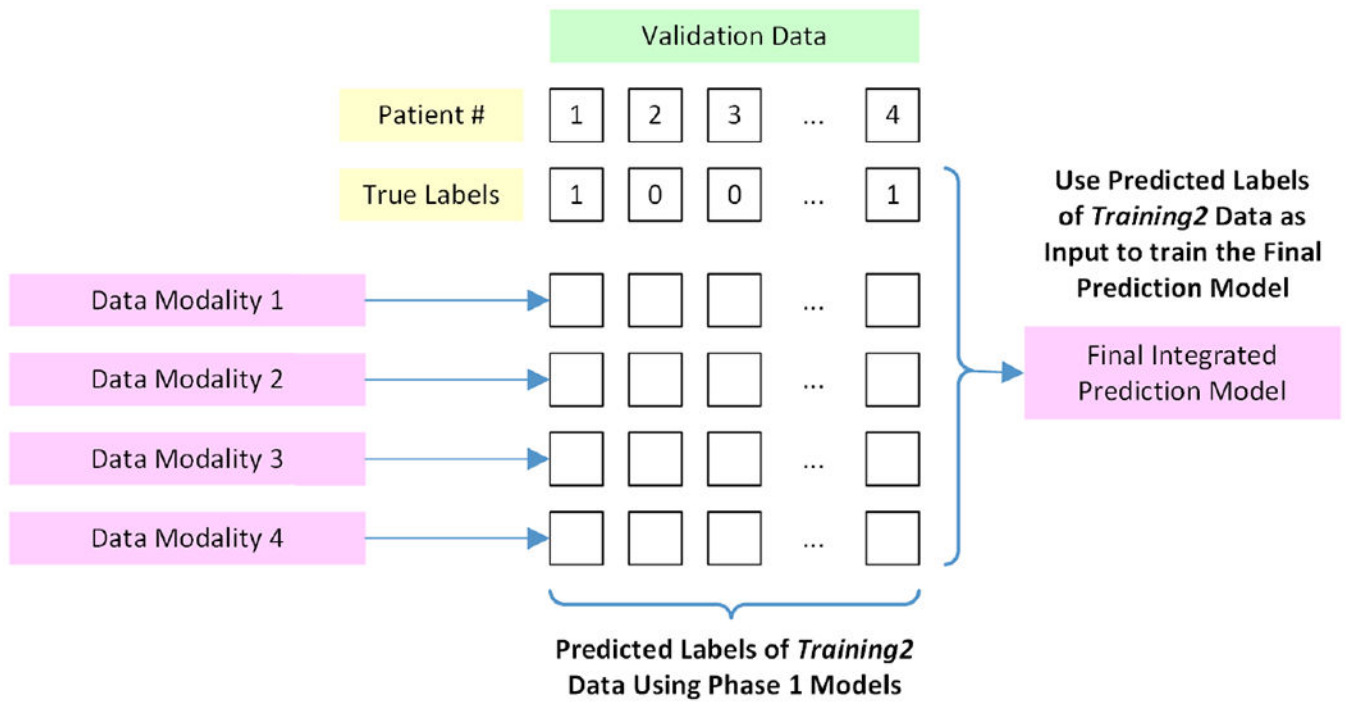 Validation Data
Patient # 1 2 3 ... 4
True Labels 1 0 0 ... 1
Use Predicted Labels
of Training2 Data as
Input to train the Final
Prediction Model
Data Modality 1 ...
Data Modality 2 ...
Final Integrated
Prediction Model
Data Modality 3 ...
Data Modality 4 ...
Predicted Labels of Training2
Data Using Phase 1 Models